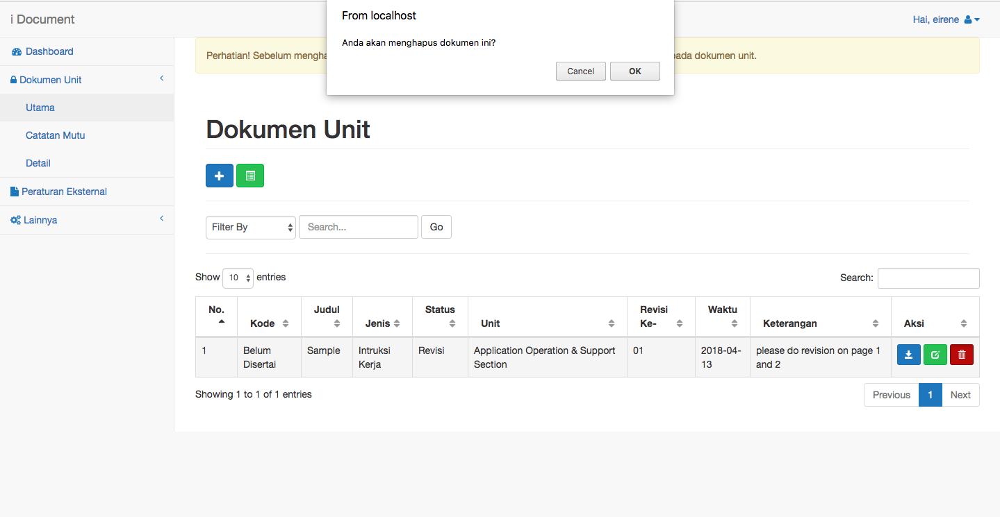 i Document
Hai, eirene
From localhost
Anda akan menghapus dokumen ini?
Cancel
OK
Perhatian! Sebelum
pada dokumen unit.
Dashboard
Dokumen Unit
Utama
Catatan Mutu
Detail
Peraturan Eksternal
Lainnya
Dokumen Unit
Filter By
Search...
Go
Show 10 entries
Search:
No.
Kode
Judul
Jenis
Status
Unit
Revisi
Ke-
Waktu
Keterangan
Aksi
1
Belum
Disertai
Sample
Intruksi
Kerja
Revisi
Application Operation & Support
Section
01
2018-04-
13
please do revision on page 1
and 2
Showing 1 to 1 of 1 entries
Previous
1
Next